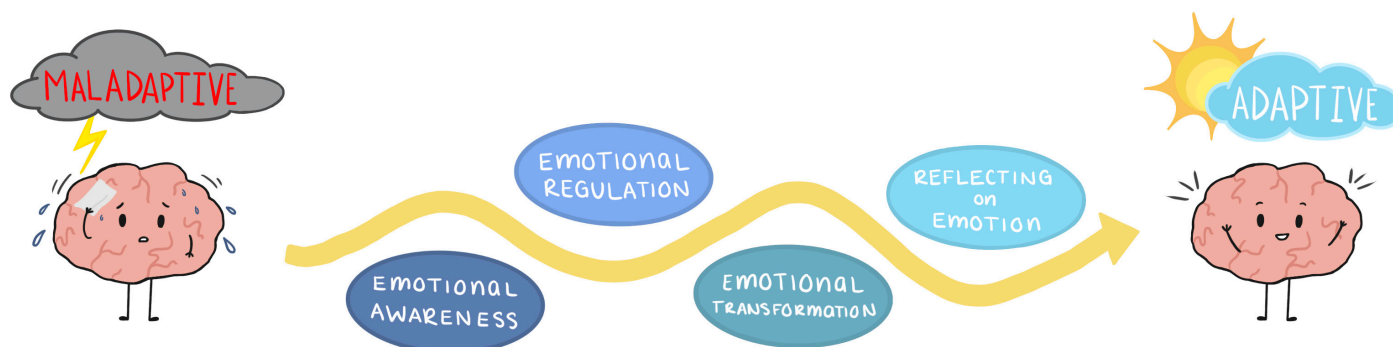 MALADAPTIVE
EMOTIONAL
AWARENESS
EMOTIONAL
REGULATION
EMOTIONAL
TRANSFORMATION
REFLECTING
on
EMOTION
ADAPTIVE